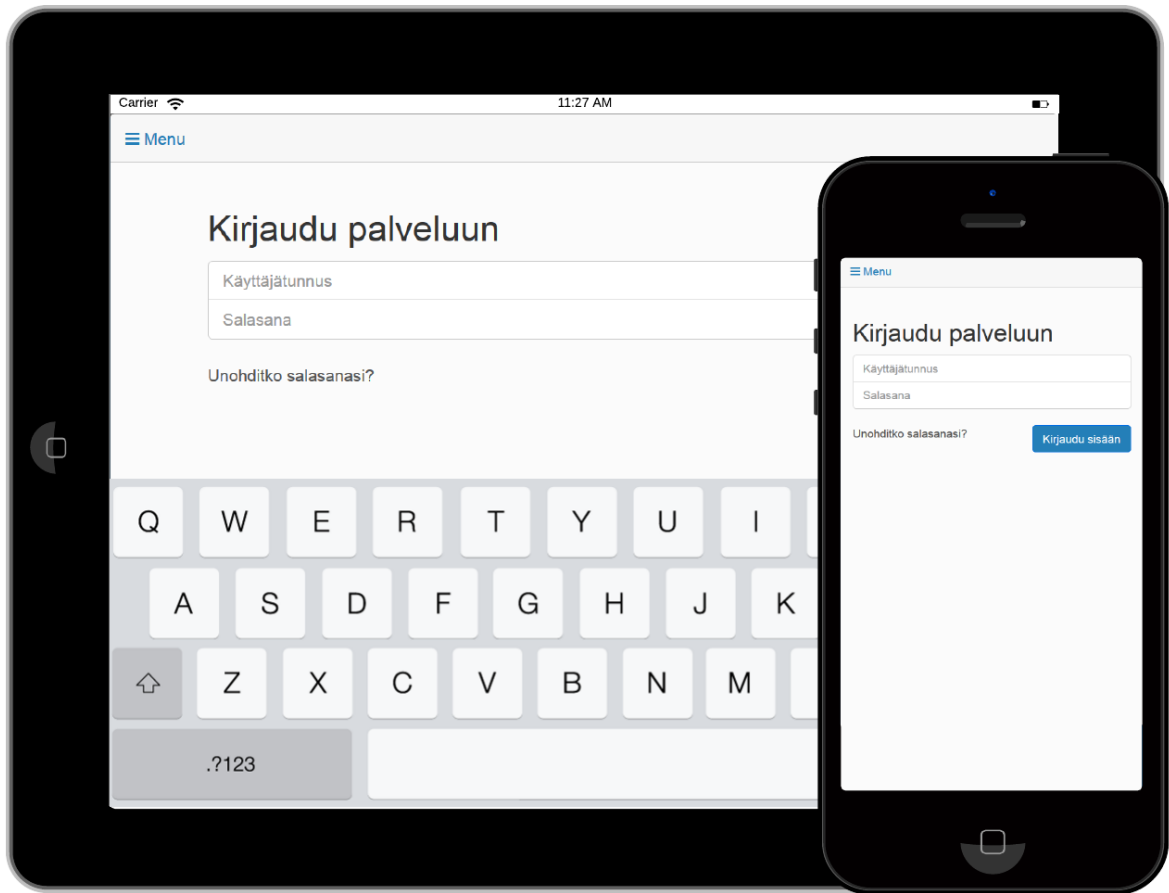 Carrier 11:27 AM
Menu
Kirjaudu palveluun
Käyttäjätunnus
Salasana
Unohditko salasanasi?
Q W E R T Y U I
A S D F G H J K
Z X C V B N M
.?123
Menu
Kirjaudu palveluun
Käyttäjätunnus
Salasana
Unohditko salasanasi? Kirjaudu sisään